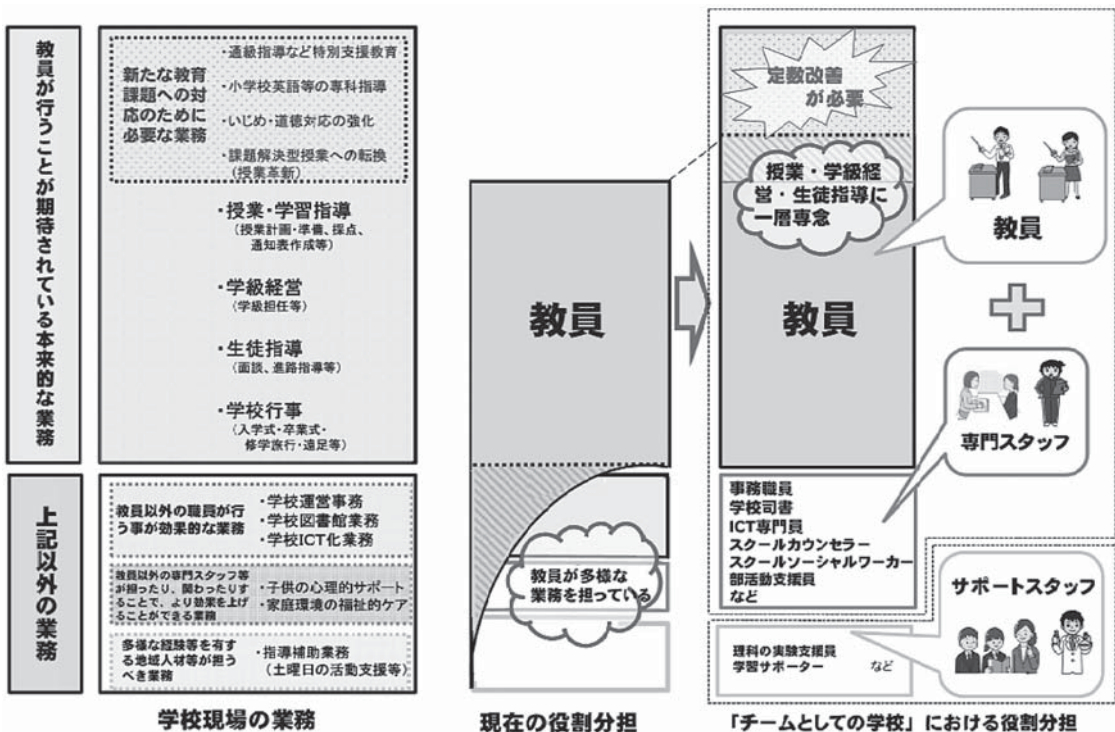 教員が行うことが期待されている本来的な業務
新たな教育
課題への対
応のために
必要な業務
・通級指導など特別支援教育
・小学校英語等の専科指導
・いじめ・道徳対応の強化
・課題解決型授業への転換
(授業革新)
・授業・学習指導
(授業計画・準備、採点、
通知表作成等)
・学級経営
(学級担任等)
・生徒指導
(面談、進路指導等)
・学校行事
(入学式・卒業式・
修学旅行・遠足等)
上記以外の業務
教員以外の職員が行
う事が効果的な業務
・学校運営事務
・学校図書館業務
・学校ICT化業務
教員以外の専門スタッフ等
が担ったり、関わったりす
ることで、より効果を上げ
ることができる業務
・子供の心理的サポート
・家庭環境の福祉的ケア
多様な経験等を有す
る地域人材等が担う
べき業務
・指導補助業務
(土曜日の活動支援等)
学校現場の業務
教員
教員が多様な
業務を担っている
現在の役割分担
定数改善
が必要
授業・学級経
営・生徒指導に
一層専念
教員
教員
専門スタッフ
事務職員
学校司書
ICT専門員
スクールカウンセラー
スクールソーシャルワーカー
部活動支援員
など
サポートスタッフ
理科の実験支援員
学習サポーター など
「チームとしての学校」における役割分担